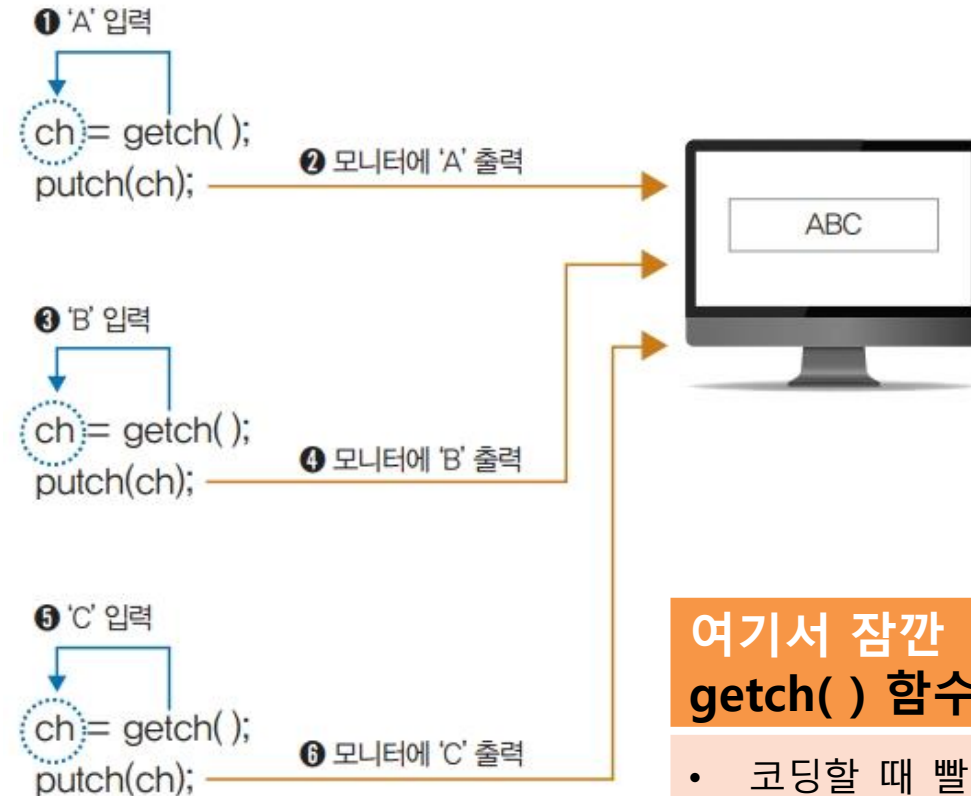 ❶ ‘A’ 입력
ch = getch( );
putch(ch);
❷ 모니터에 ‘A’ 출력
ABC
❸ ‘B’ 입력
ch = getch( );
putch(ch);
❹ 모니터에 ‘B’ 출력
❺ ‘C’ 입력
ch = getch( );
putch(ch);
❻ 모니터에 ‘C’ 출력
여기서 잠깐
getch( ) 함수
• 코딩할 때 빨